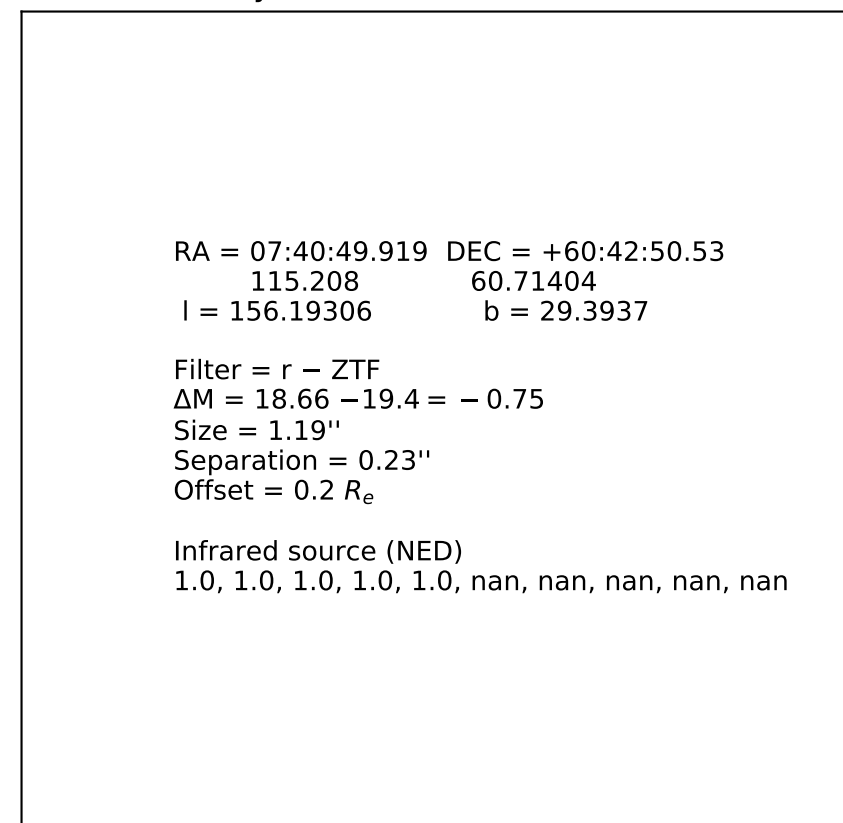 RA = 07:40:49.919 DEC = +60:42:50.53
115.208 60.71404
l = 156.19306 b = 29.3937
Filter = r − ZTF
ΔM = 18.66 −19.4 = − 0.75
Size = 1.19''
Separation = 0.23''
Offset = 0.2 Re
Infrared source (NED)
1.0, 1.0, 1.0, 1.0, 1.0, nan, nan, nan, nan, nan